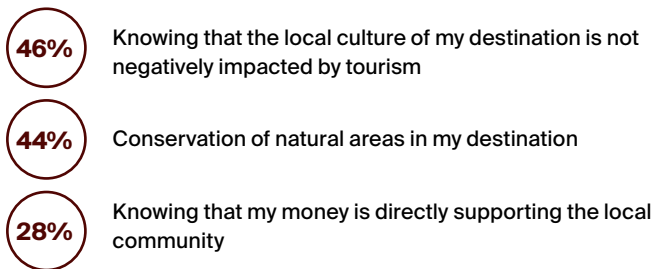 46%
Knowing that the local culture of my destination is not
negatively impacted by tourism
44%
Conservation of natural areas in my destination
28%
Knowing that my money is directly supporting the local
community